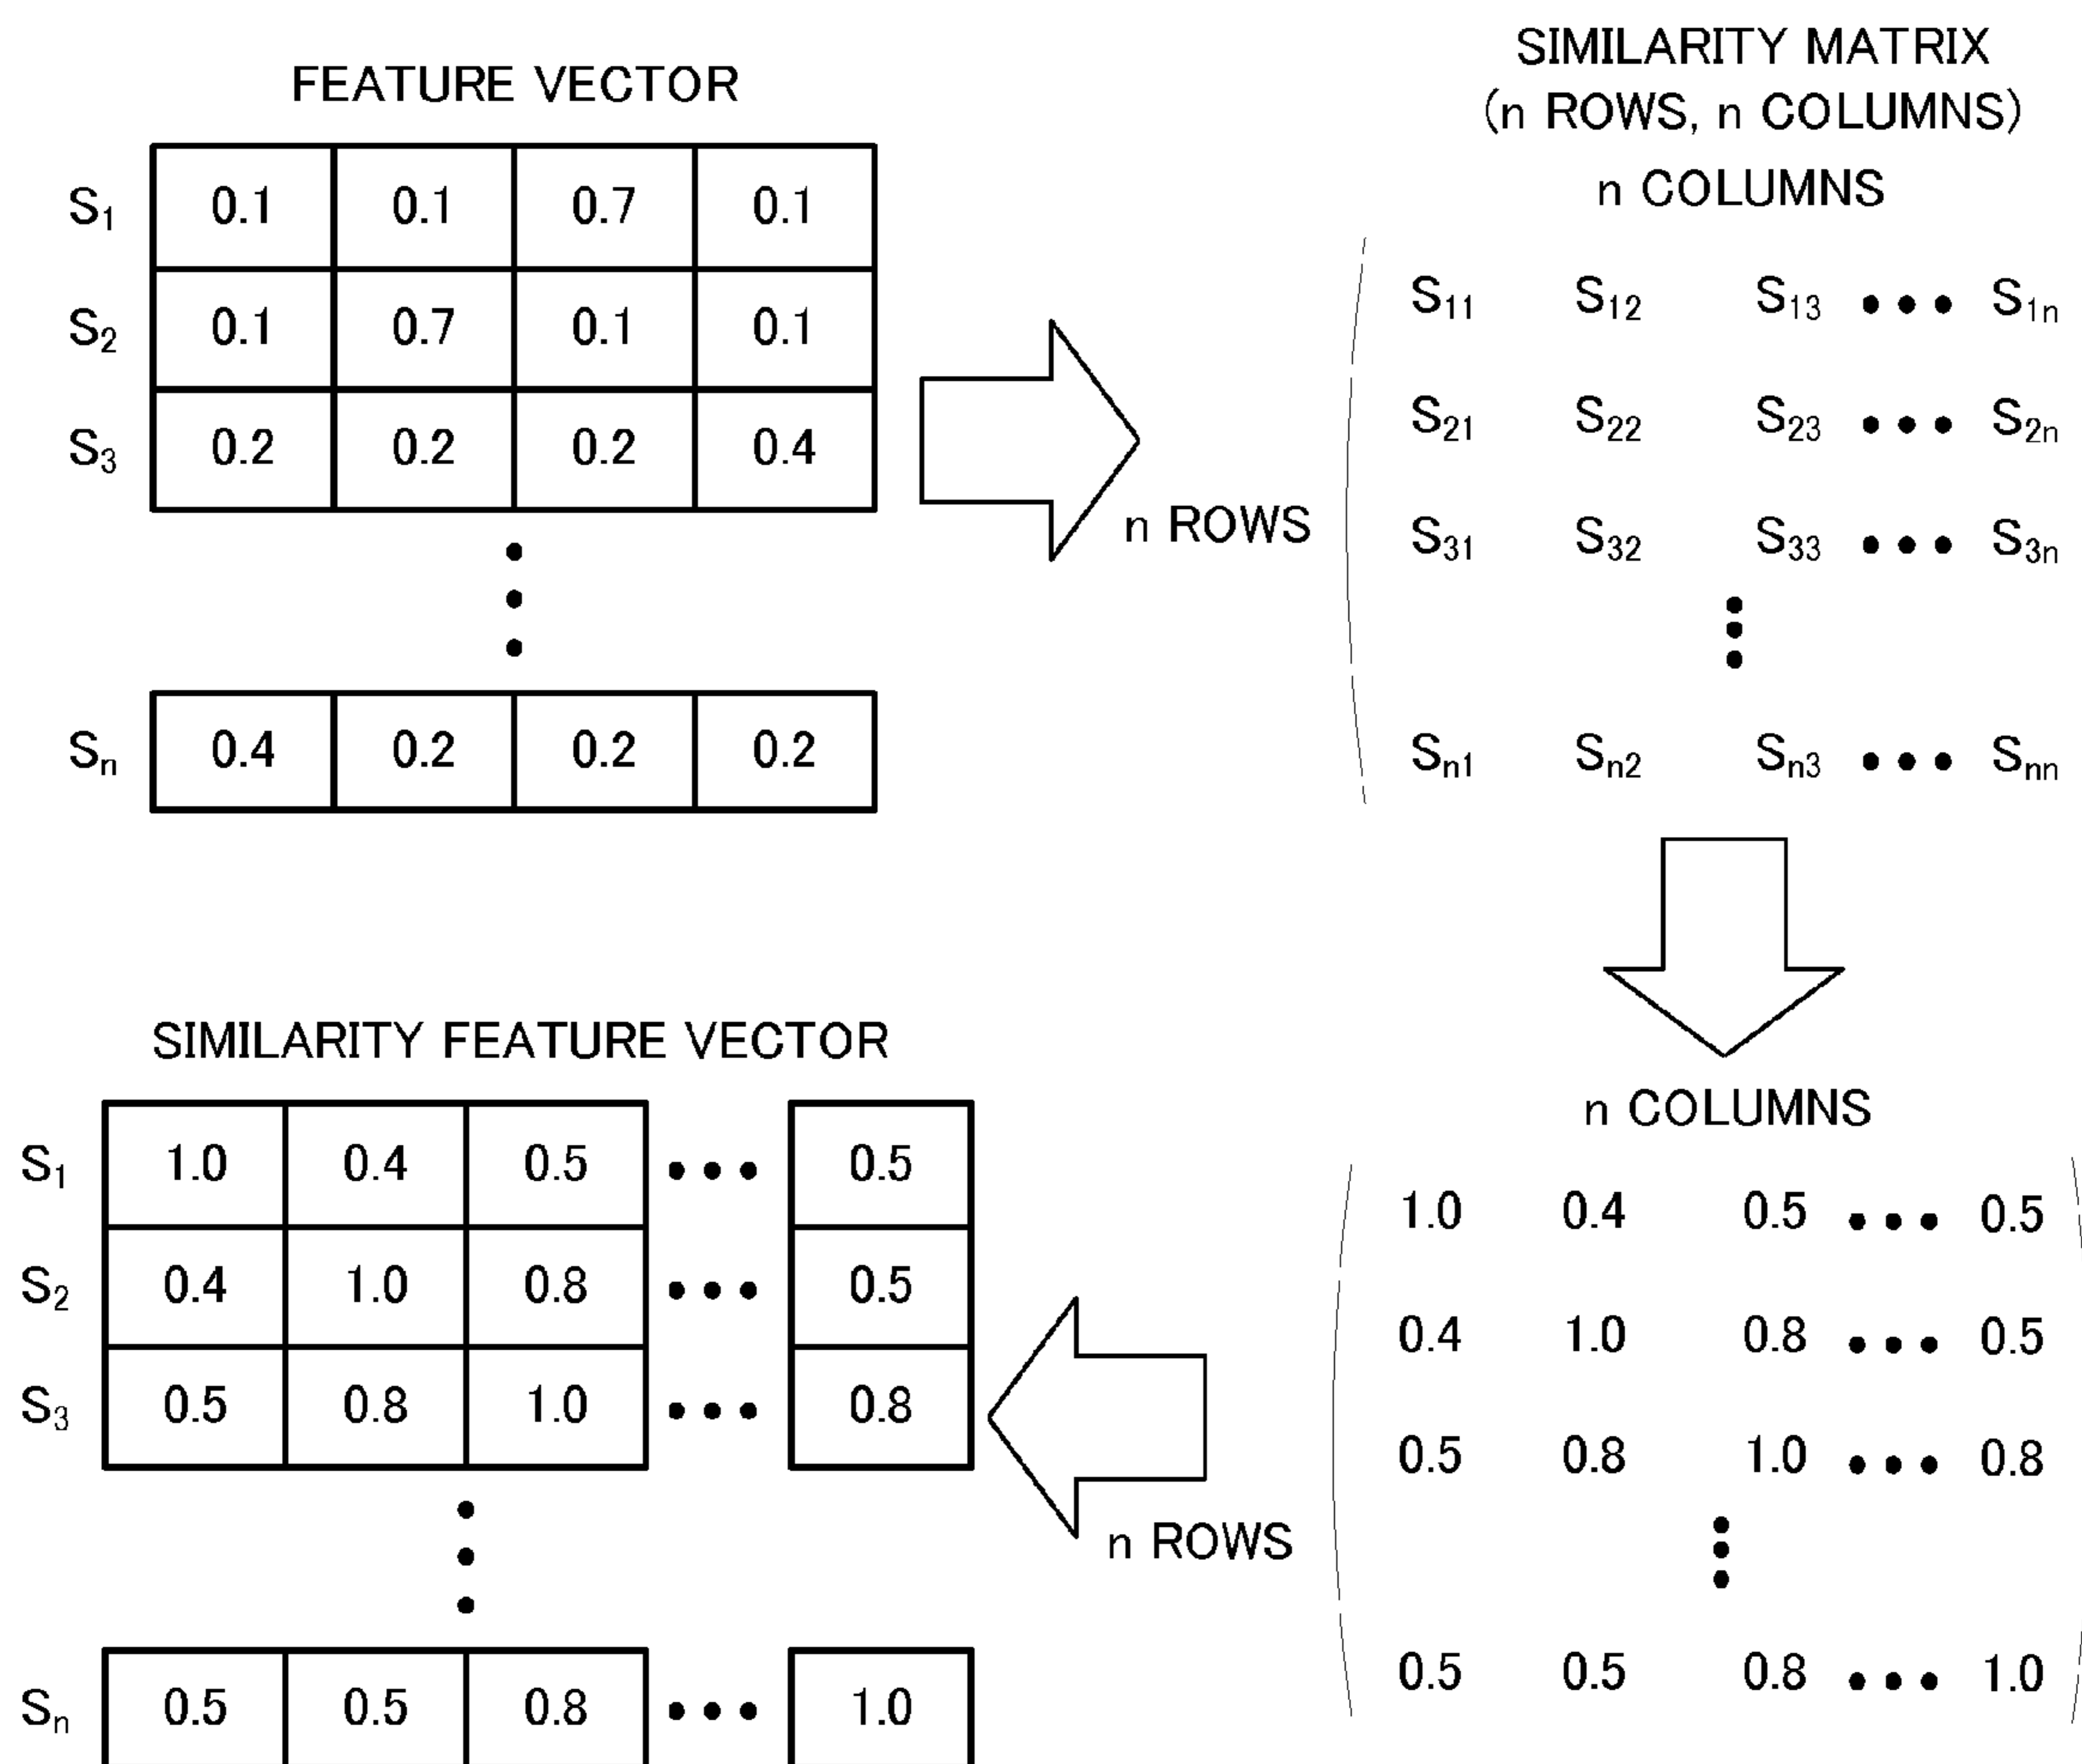 FEATURE VECTOR
S1 0.1 0.1 0.7 0.1
S2 0.1 0.7 0.1 0.1
S3 0.2 0.2 0.2 0.4
Sn 0.4 0.2 0.2 0.2
SIMILARITY MATRIX
(n ROWS, n COLUMNS)
n COLUMNS
n ROWS
S11 S12 S13 ••• S1n
S21 S22 S23 ••• S2n
S31 S32 S33 ••• S3n
Sn1 Sn2 Sn3 ••• Snn
n COLUMNS
n ROWS
1.0 0.4 0.5 ••• 0.5
0.4 1.0 0.8 ••• 0.5
0.5 0.8 1.0 ••• 0.8
0.5 0.5 0.8 ••• 1.0
SIMILARITY FEATURE VECTOR
S1 1.0 0.4 0.5 ••• 0.5
S2 0.4 1.0 0.8 ••• 0.5
S3 0.5 0.8 1.0 ••• 0.8
Sn 0.5 0.5 0.8 ••• 1.0